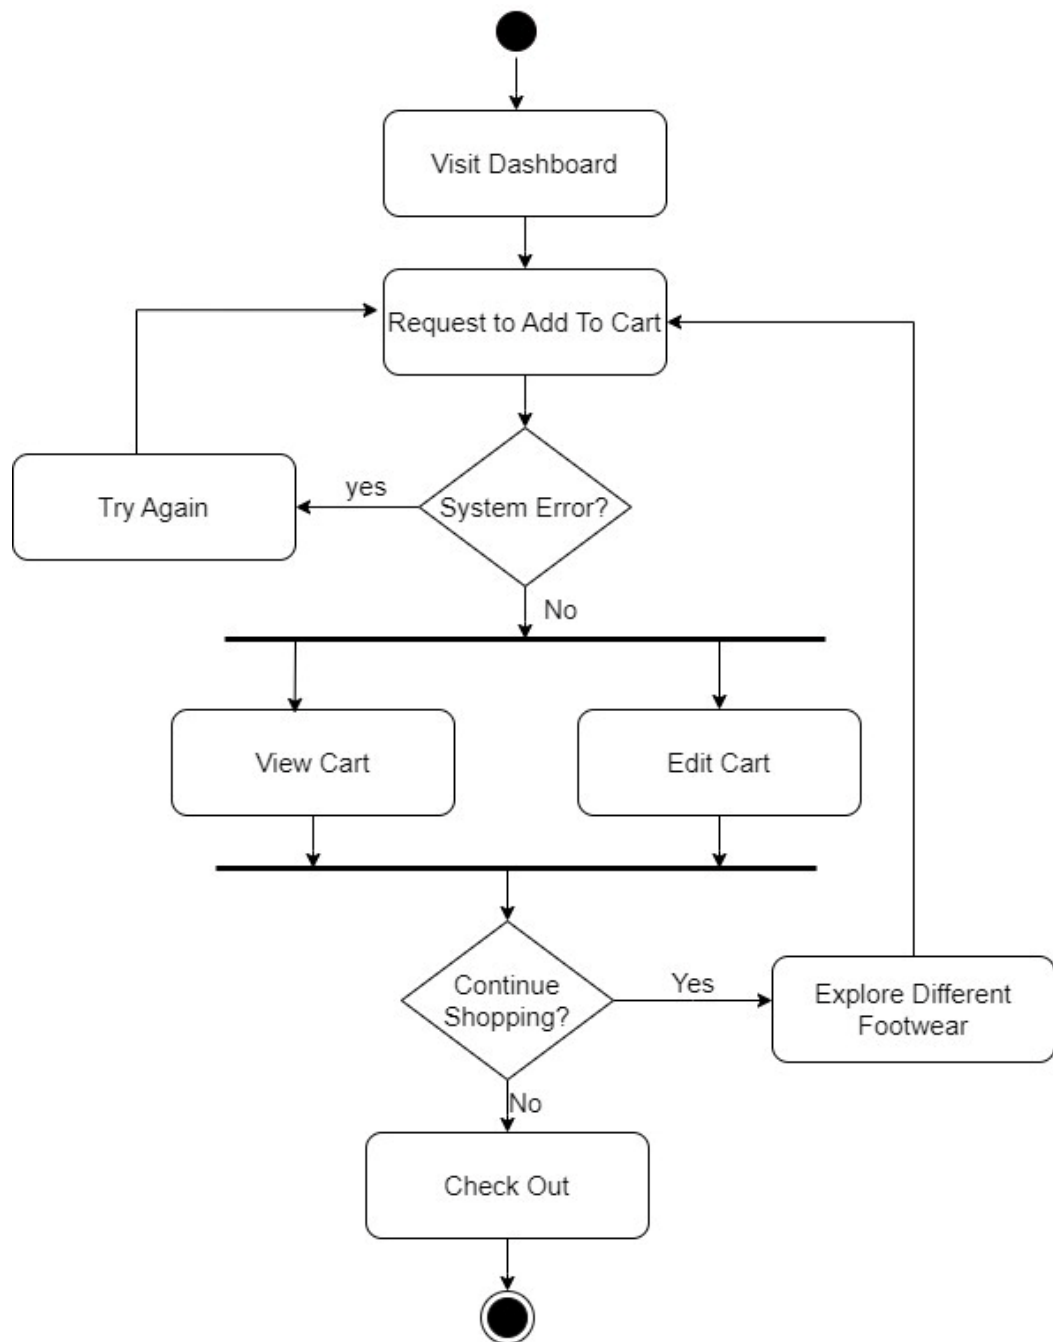 Visit Dashboard
Request to Add To Cart
Try Again
yes
System Error?
No
View Cart
Edit Cart
Continue
Shopping?
Yes
Explore Different
Footwear
No
Check Out